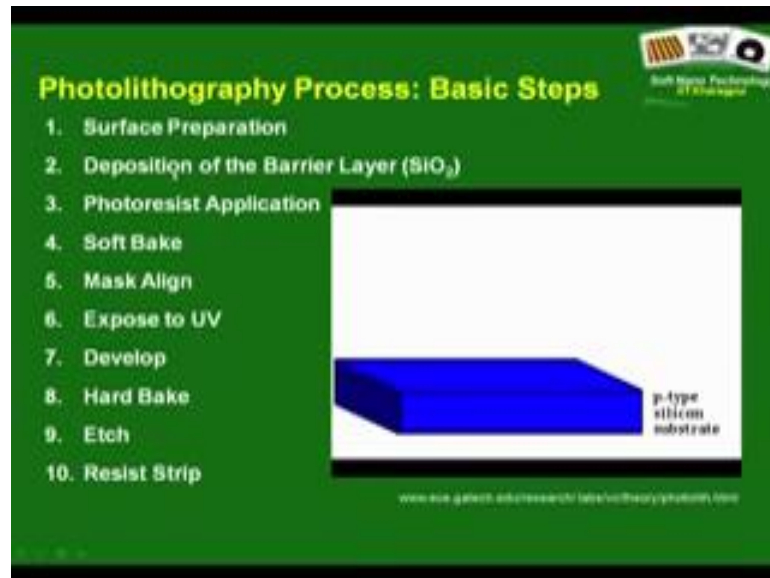 Photolithography Process: Basic Steps
1. Surface Preparation
2. Deposition of the Barrier Layer (SiO₂)
3. Photoresist Application
4. Soft Bake
5. Mask Align
6. Expose to UV
7. Develop
8. Hard Bake
9. Etch
10. Resist Strip
p-type
silicon
substrate